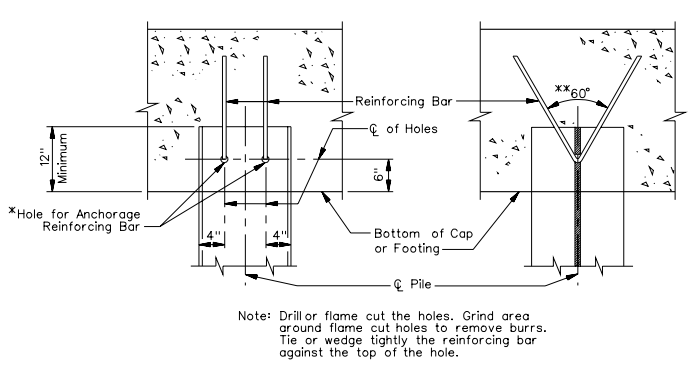 **60°
Reinforcing Bar
℄ of Holes
12"
Minimum
6"
*Hole for Anchorage
Reinforcing Bar
4"
4"
Bottom of Cap
or Footing
℄ Pile
Note: Drill or flame cut the holes. Grind area
around flame cut holes to remove burrs.
Tie or wedge tightly the reinforcing bar
against the top of the hole.